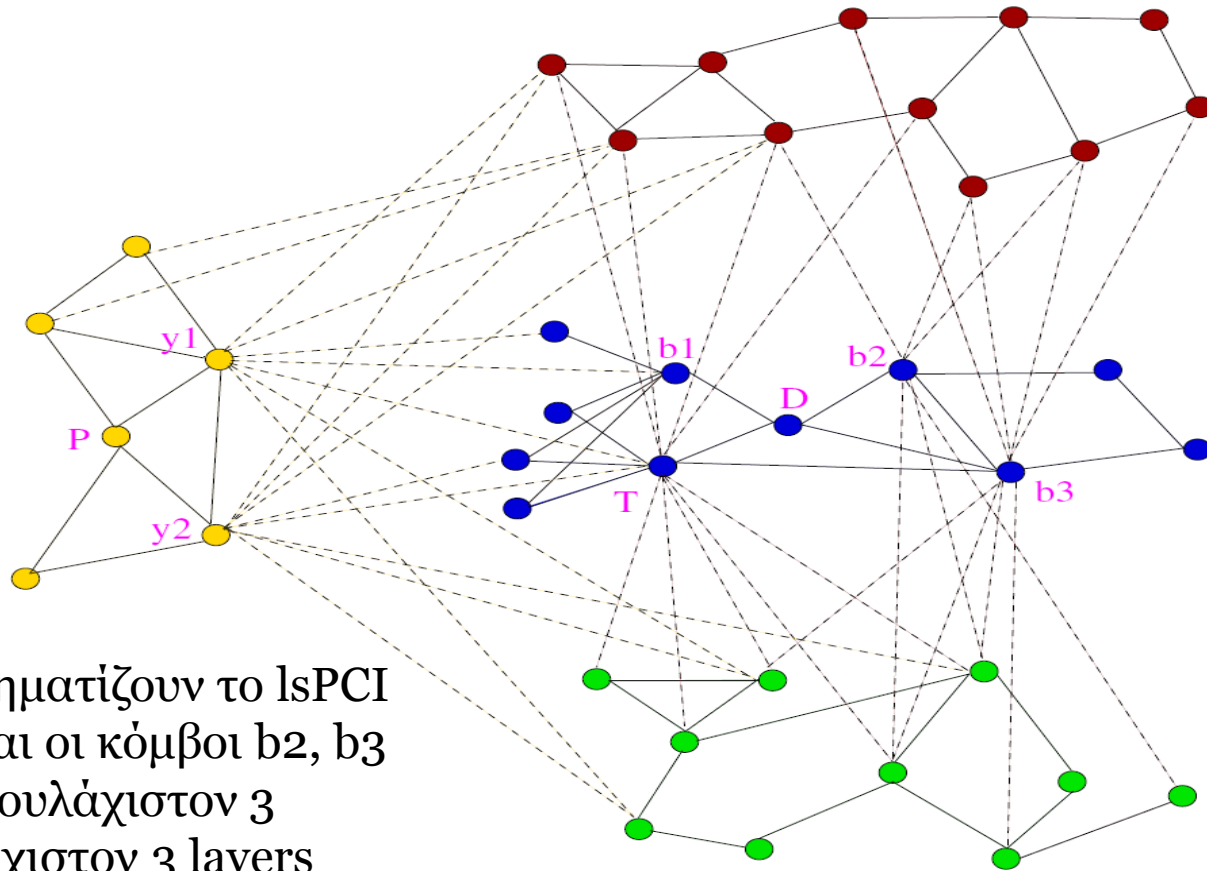 y1
b1
b2
D
P
T
b3
y2
ηματίζουν το lsPCI
αι οι κόμβοι b2, b3
ουλάχιστον 3
χιστον 3 layers